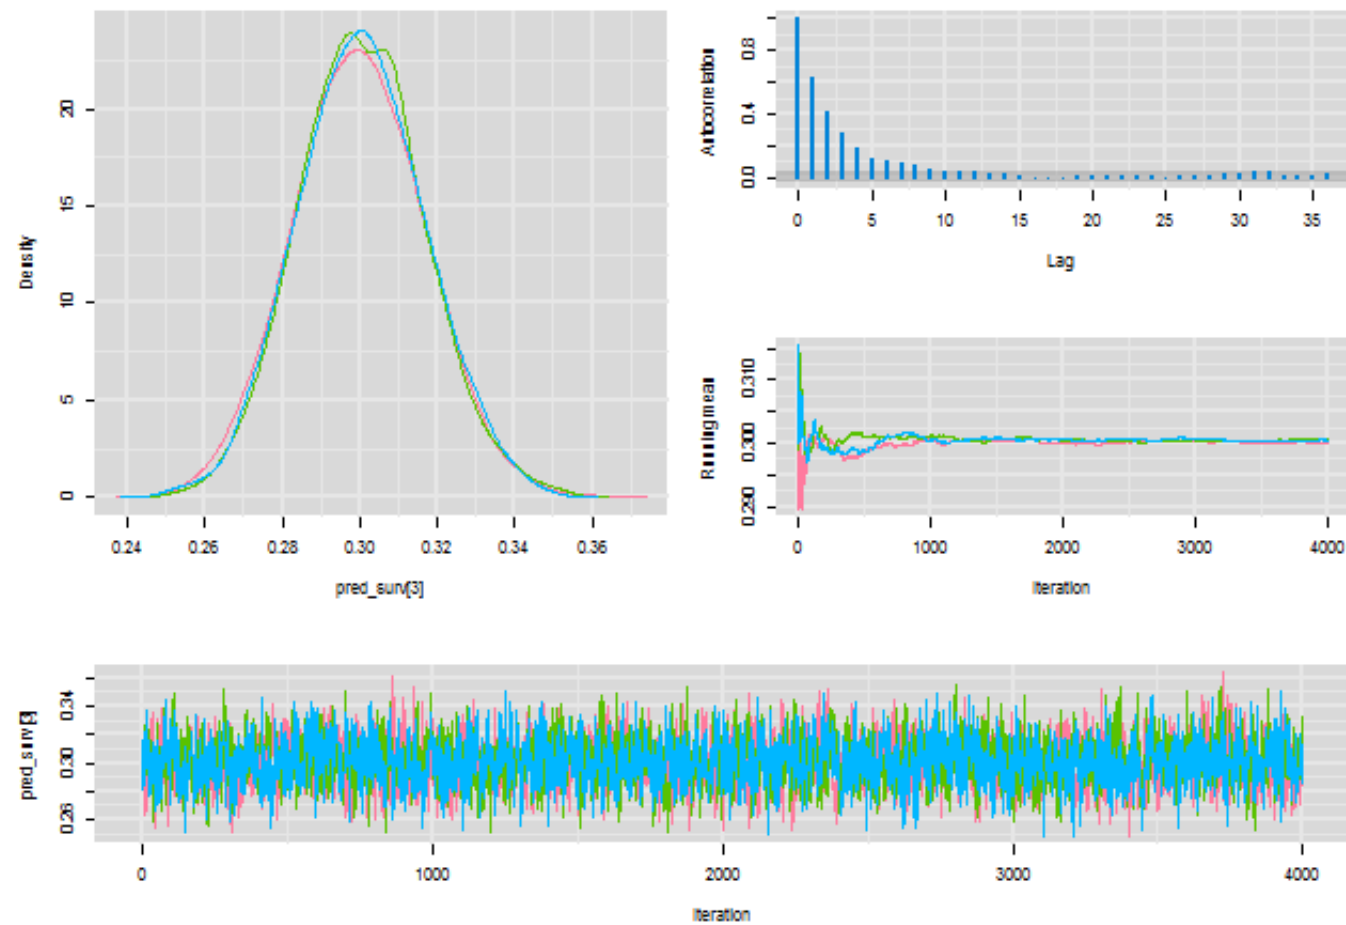 Density
20
15
10
5
0
0.24 0.26 0.28 0.30 0.32 0.34 0.36
pred_surv[3]
Autocorrelation
0.8
0.4
0.0
0 5 10 15 20 25 30 35
Lag
Running mean
0.310
0.300
0.290
0 1000 2000 3000 4000
Iteration
pred_surv[3]
0.34
0.30
0.26
0 1000 2000 3000 4000
Iteration